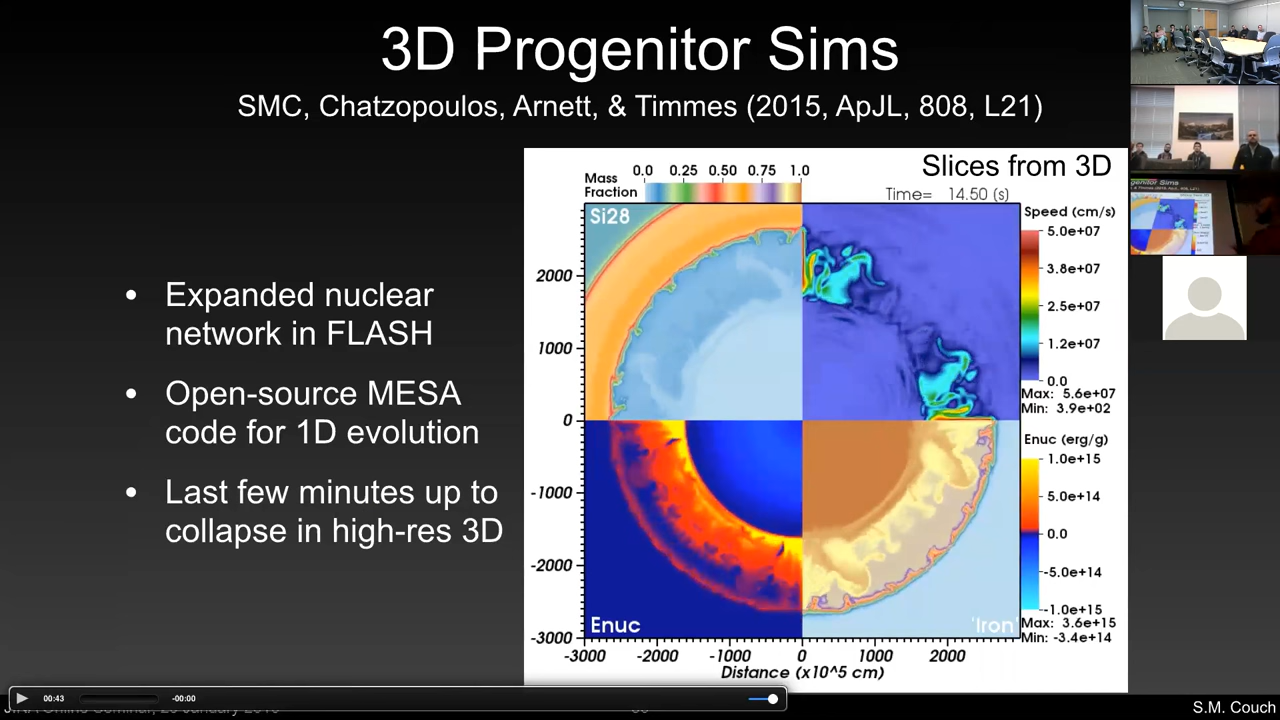 3D Progenitor Sims
SMC, Chatzopoulos, Arnett, & Timmes (2015, ApJL, 808, L21)
• Expanded nuclear
network in FLASH
• Open-source MESA
code for 1D evolution
• Last few minutes up to
collapse in high-res 3D
Slices from 3D
Mass
Fraction
0.0 0.25 0.50 0.75 1.0
Time= 14.50 (s)
Si28
Speed (cm/s)
5.0e+07
3.8e+07
2.5e+07
1.2e+07
0.0
Max: 5.6e+07
Min: 3.9e+02
Enuc (erg/g)
1.0e+15
5.0e+14
0.0
-5.0e+14
-1.0e+15
Max: 3.6e+15
Min: -3.4e+14
2000
1000
0
-1000
-2000
-3000
Enuc
'Iron'
-3000 -2000 -1000 0 1000 2000
Distance (x10^5 cm)
00:43 -00:00
S.M. Couch